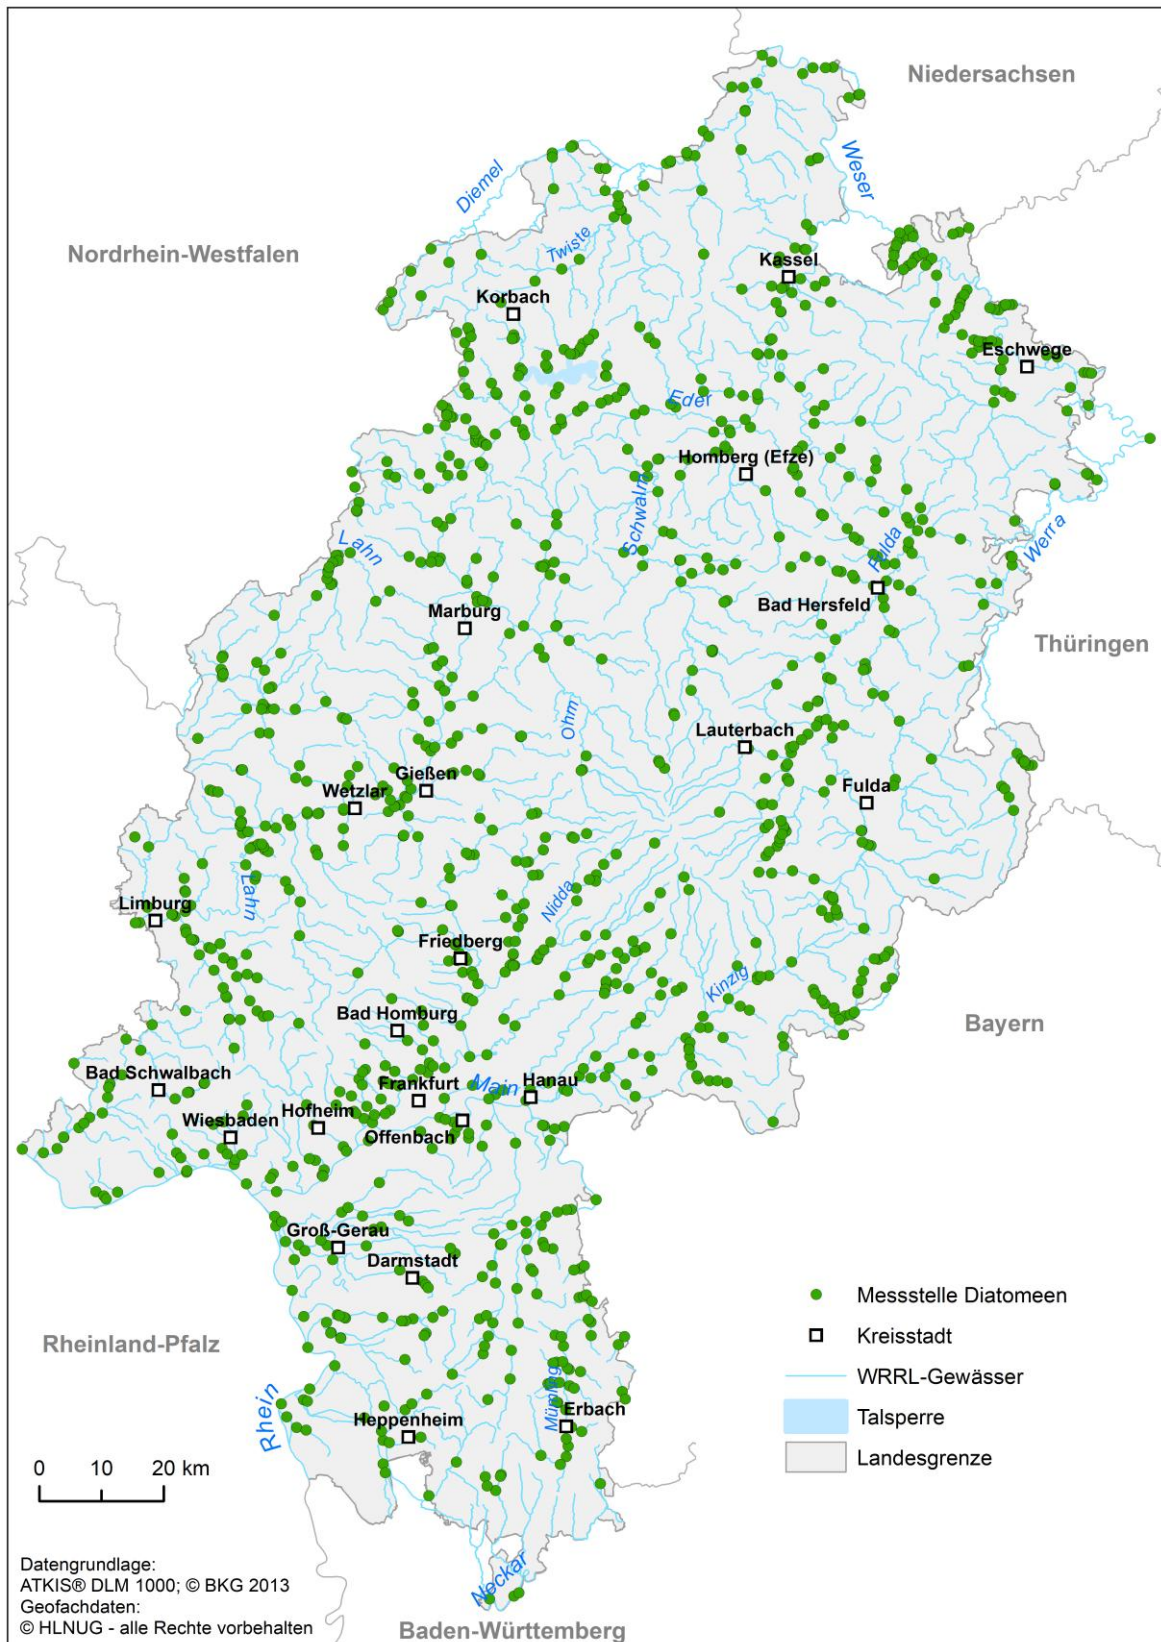 Niedersachsen
Weser
Diemel
Nordrhein-Westfalen
Twiste
Kassel
Korbach
Eschwege
Eder
Homberg (Efze)
Schwalm
Lahn
Fulda
Werra
Bad Hersfeld
Marburg
Thüringen
Ohm
Lauterbach
Gießen
Wetzlar
Fulda
Lahn
Nidda
Limburg
Friedberg
Kinzig
Bad Homburg
Bayern
Bad Schwalbach
Frankfurt
Main
Hanau
Wiesbaden
Hofheim
Offenbach
Groß-Gerau
Darmstadt
Messstelle Diatomeen
Kreisstadt
Rheinland-Pfalz
WRRL-Gewässer
Mümling
Rhein
Erbach
Talsperre
Heppenheim
Landesgrenze
0 10 20 km
Neckar
Datengrundlage:
ATKIS® DLM 1000; © BKG 2013
Geofachdaten:
© HLNUG - alle Rechte vorbehalten
Baden-Württemberg